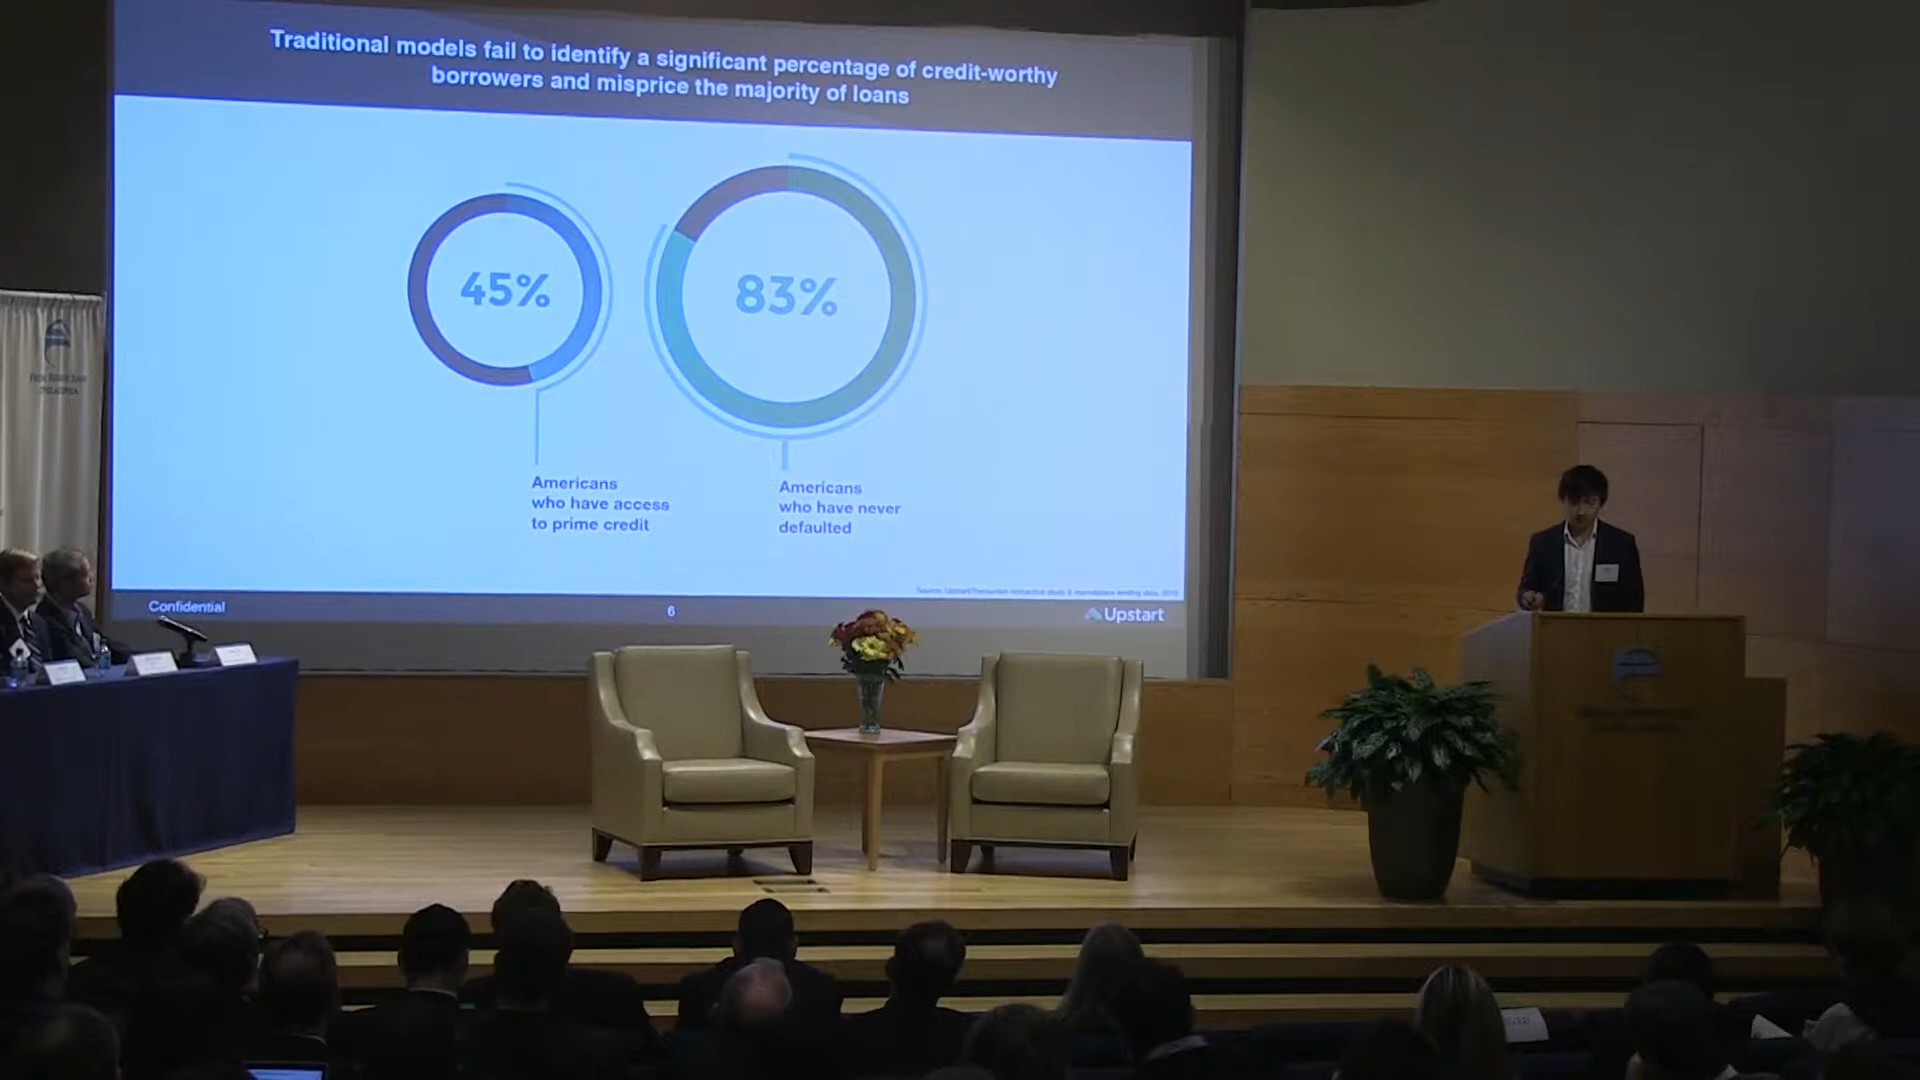 Traditional models fail to identify a significant percentage of credit-worthy
borrowers and misprice the majority of loans
45%
83%
Americans
who have access
to prime credit
Americans
who have never
defaulted
Confidential
6
Upstart